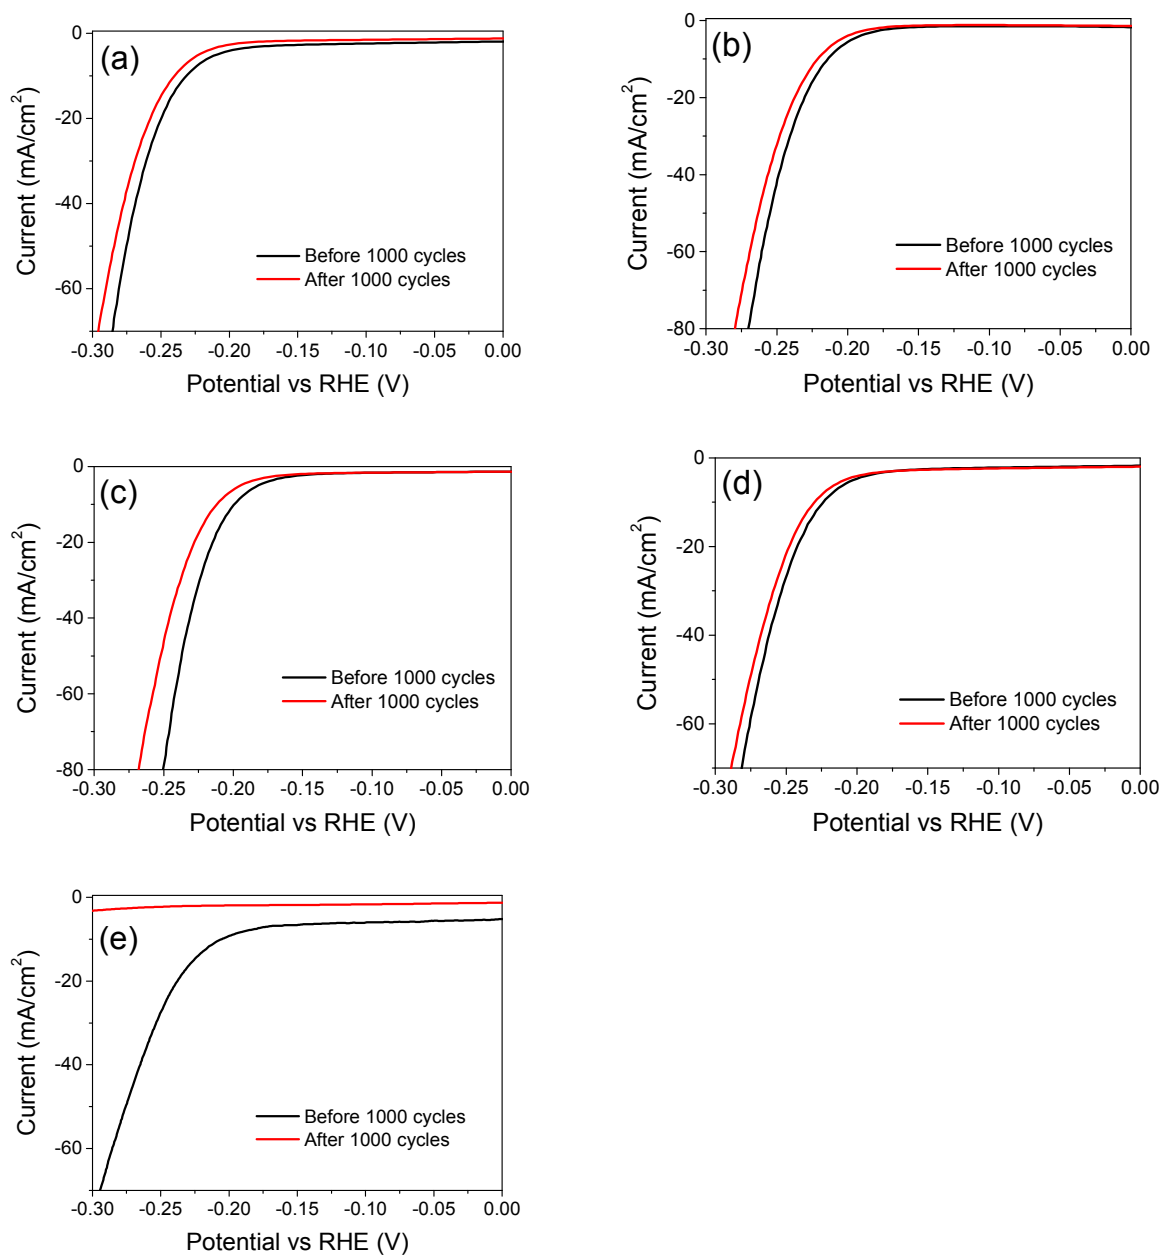 (a)
Current (mA/cm²)
0
-20
-40
-60
Before 1000 cycles
After 1000 cycles
-0.30 -0.25 -0.20 -0.15 -0.10 -0.05 0.00
Potential vs RHE (V)
(b)
Current (mA/cm²)
0
-20
-40
-60
-80
Before 1000 cycles
After 1000 cycles
-0.30 -0.25 -0.20 -0.15 -0.10 -0.05 0.00
Potential vs RHE (V)
(c)
Current (mA/cm²)
0
-20
-40
-60
-80
Before 1000 cycles
After 1000 cycles
-0.30 -0.25 -0.20 -0.15 -0.10 -0.05 0.00
Potential vs RHE (V)
(d)
Current (mA/cm²)
0
-20
-40
-60
Before 1000 cycles
After 1000 cycles
-0.30 -0.25 -0.20 -0.15 -0.10 -0.05 0.00
Potential vs RHE (V)
(e)
Current (mA/cm²)
0
-20
-40
-60
Before 1000 cycles
After 1000 cycles
-0.30 -0.25 -0.20 -0.15 -0.10 -0.05 0.00
Potential vs RHE (V)